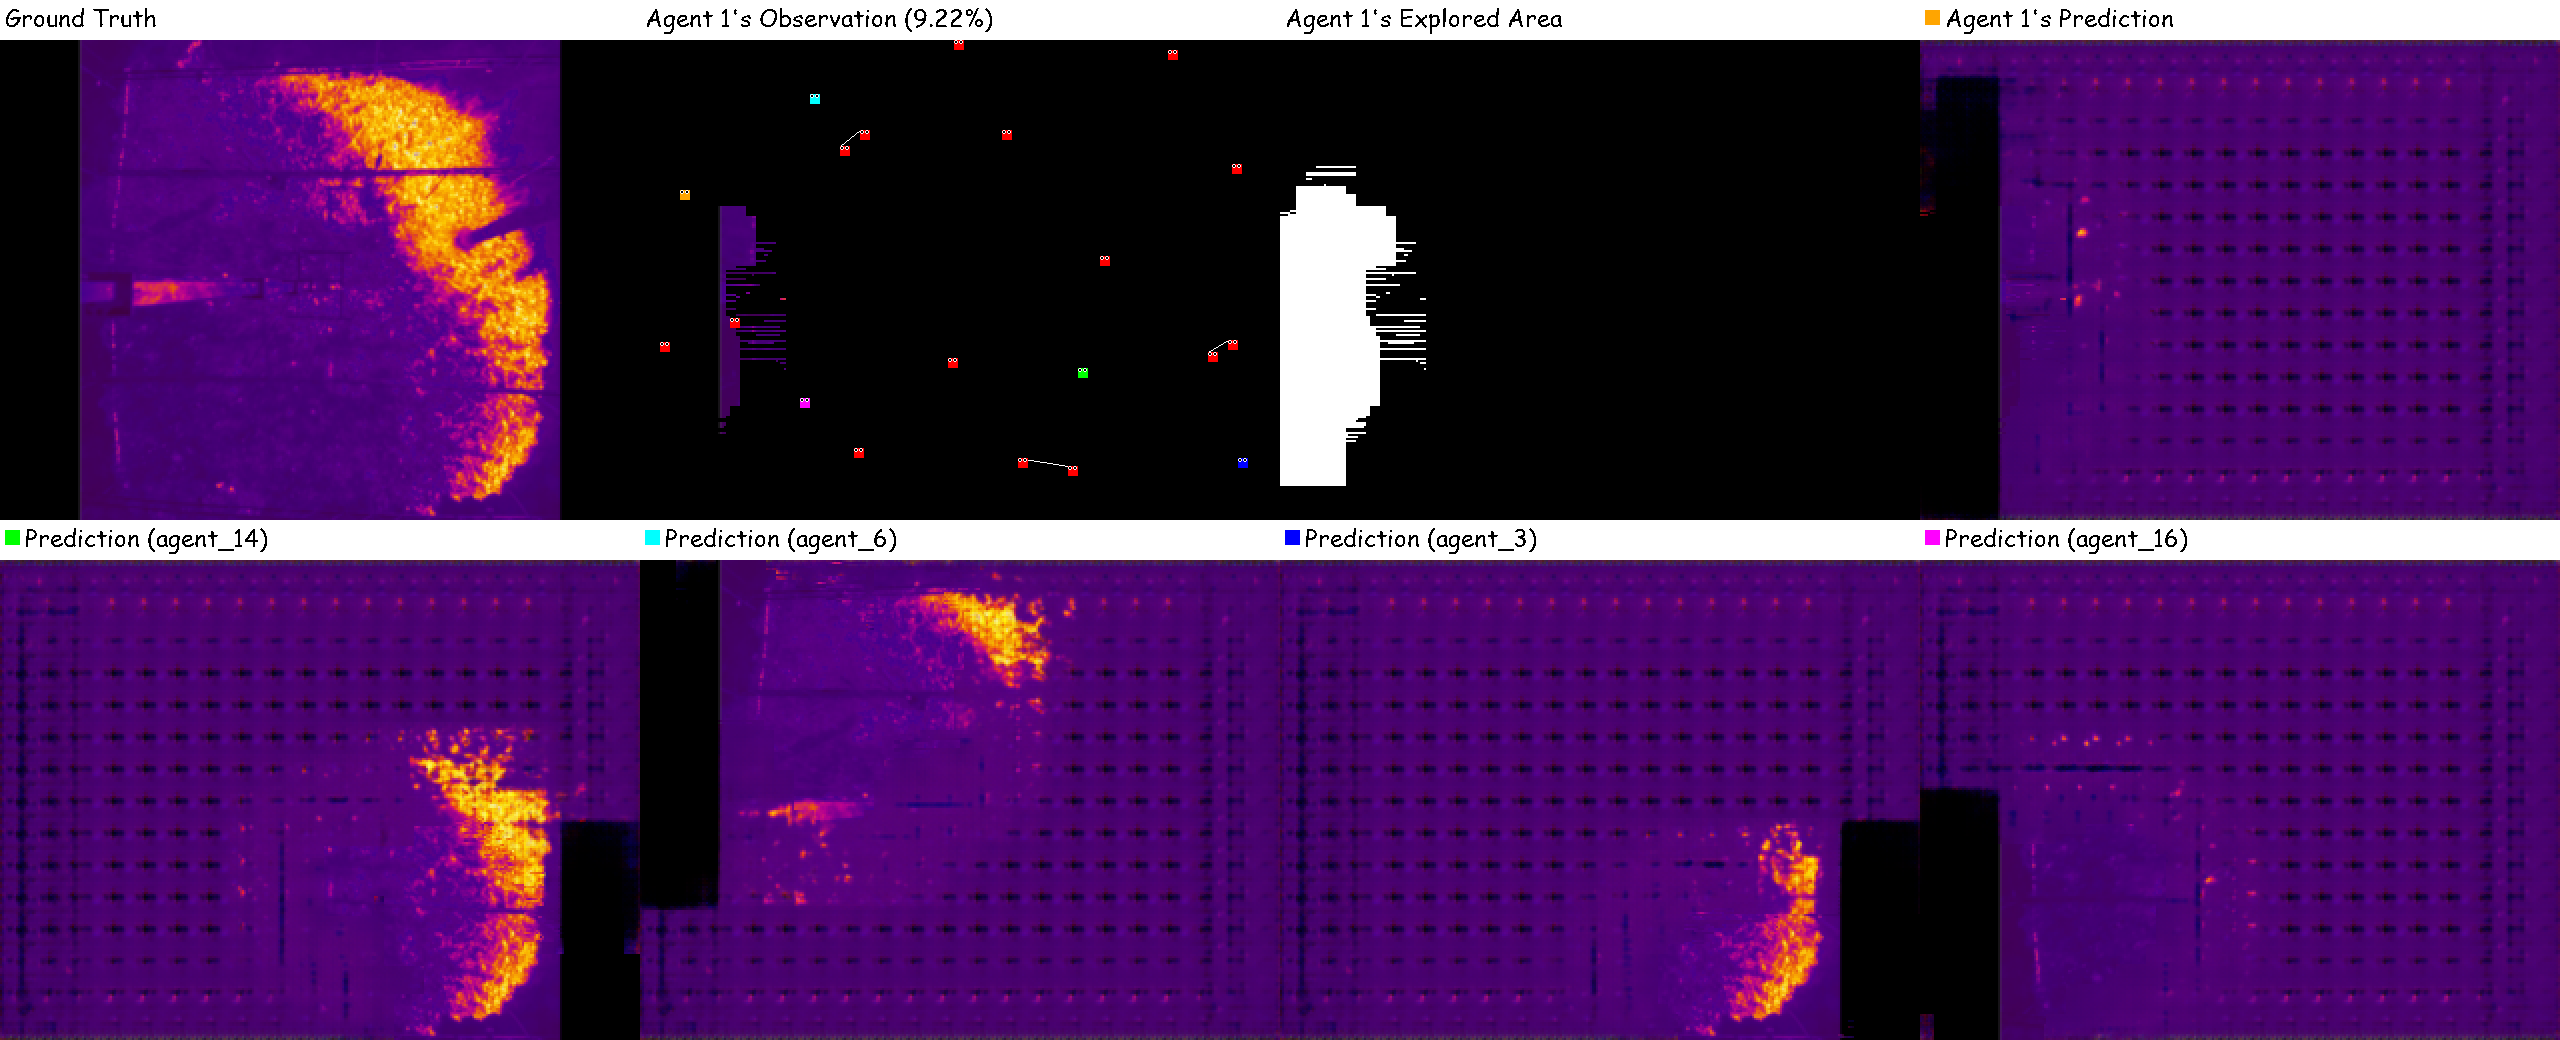 Ground Truth
Agent 1's Observation (9.22%)
Agent 1's Explored Area
Agent 1's Prediction
Prediction (agent_14)
Prediction (agent_6)
Prediction (agent_3)
Prediction (agent_16)